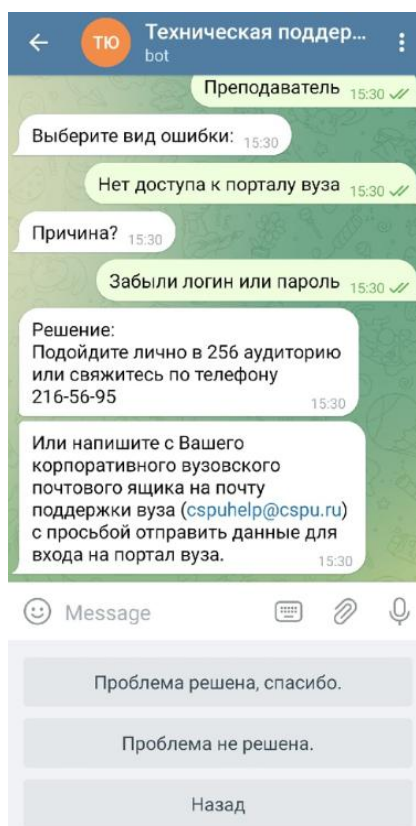 ТЮ
Техническая поддер...
bot
Преподаватель 15:30
Выберите вид ошибки: 15:30
Нет доступа к порталу вуза 15:30
Причина? 15:30
Забыли логин или пароль 15:30
Решение:
Подойдите лично в 256 аудиторию
или свяжитесь по телефону
216-56-95 15:30
Или напишите с Вашего
корпоративного вузовского
почтового ящика на почту
поддержки вуза (cspuhelp@cspu.ru)
с просьбой отправить данные для
входа на портал вуза. 15:30
Message
Проблема решена, спасибо.
Проблема не решена.
Назад